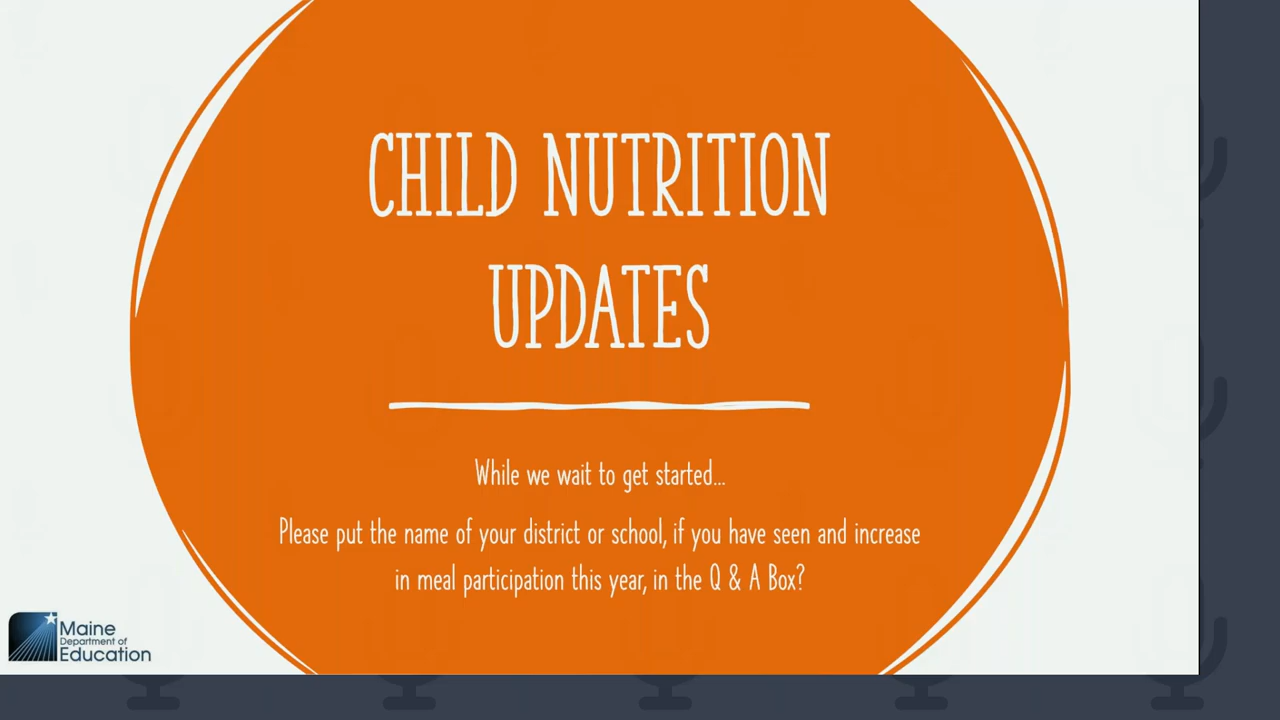 CHILD NUTRITION
UPDATES
While we wait to get started...
Please put the name of your district or school, if you have seen and increase
in meal participation this year, in the Q & A Box?
Maine
Department of
Education